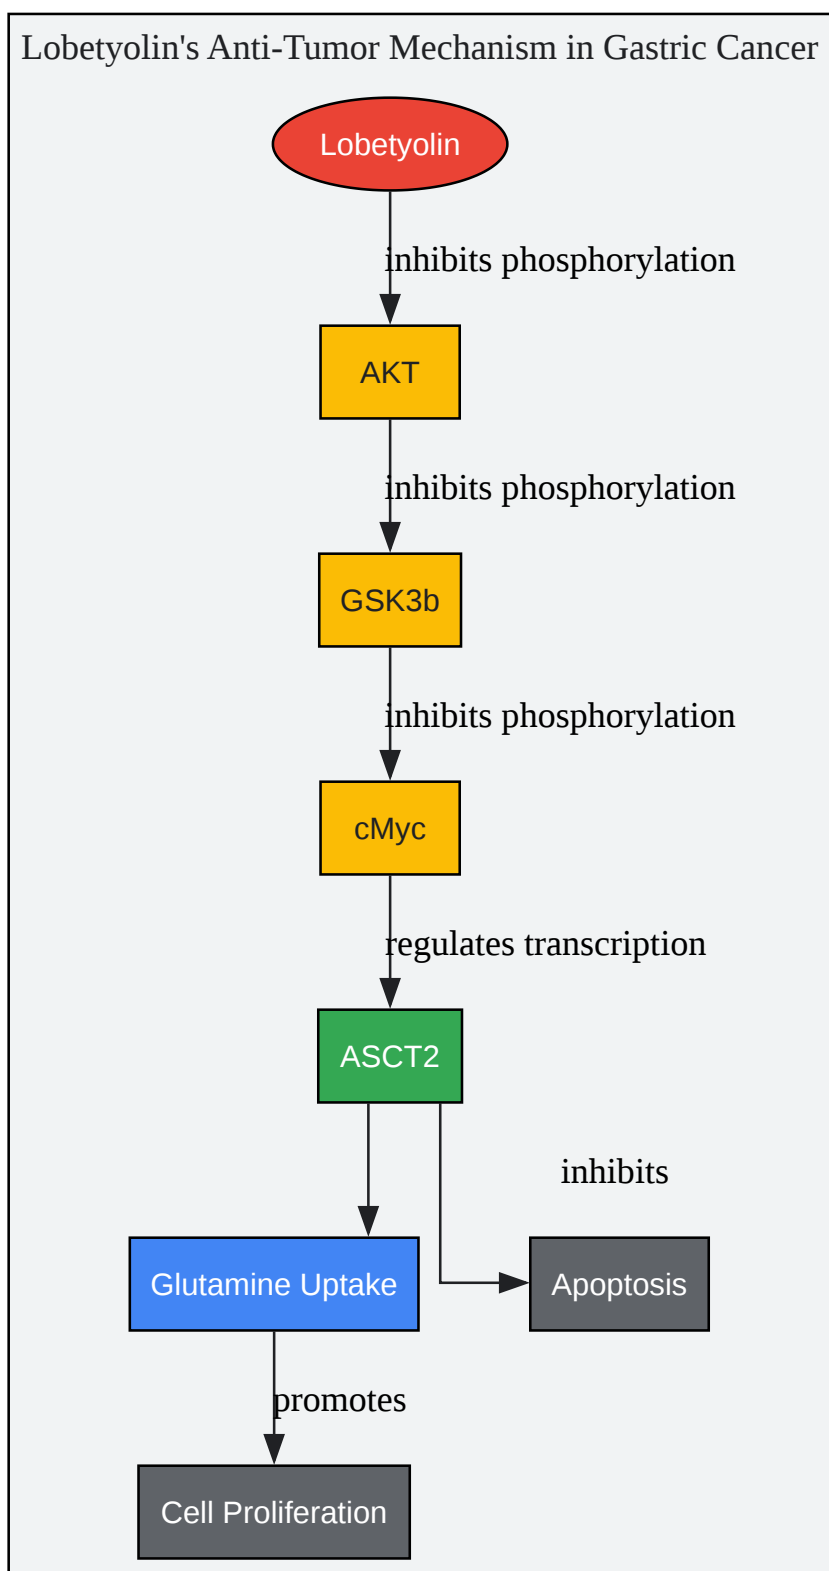 Lobetyolin's Anti-Tumor Mechanism in Gastric Cancer
Lobetyolin
inhibits phosphorylation
AKT
inhibits phosphorylation
GSK3b
inhibits phosphorylation
cMyc
regulates transcription
ASCT2
inhibits
Glutamine Uptake
Apoptosis
promotes
Cell Proliferation